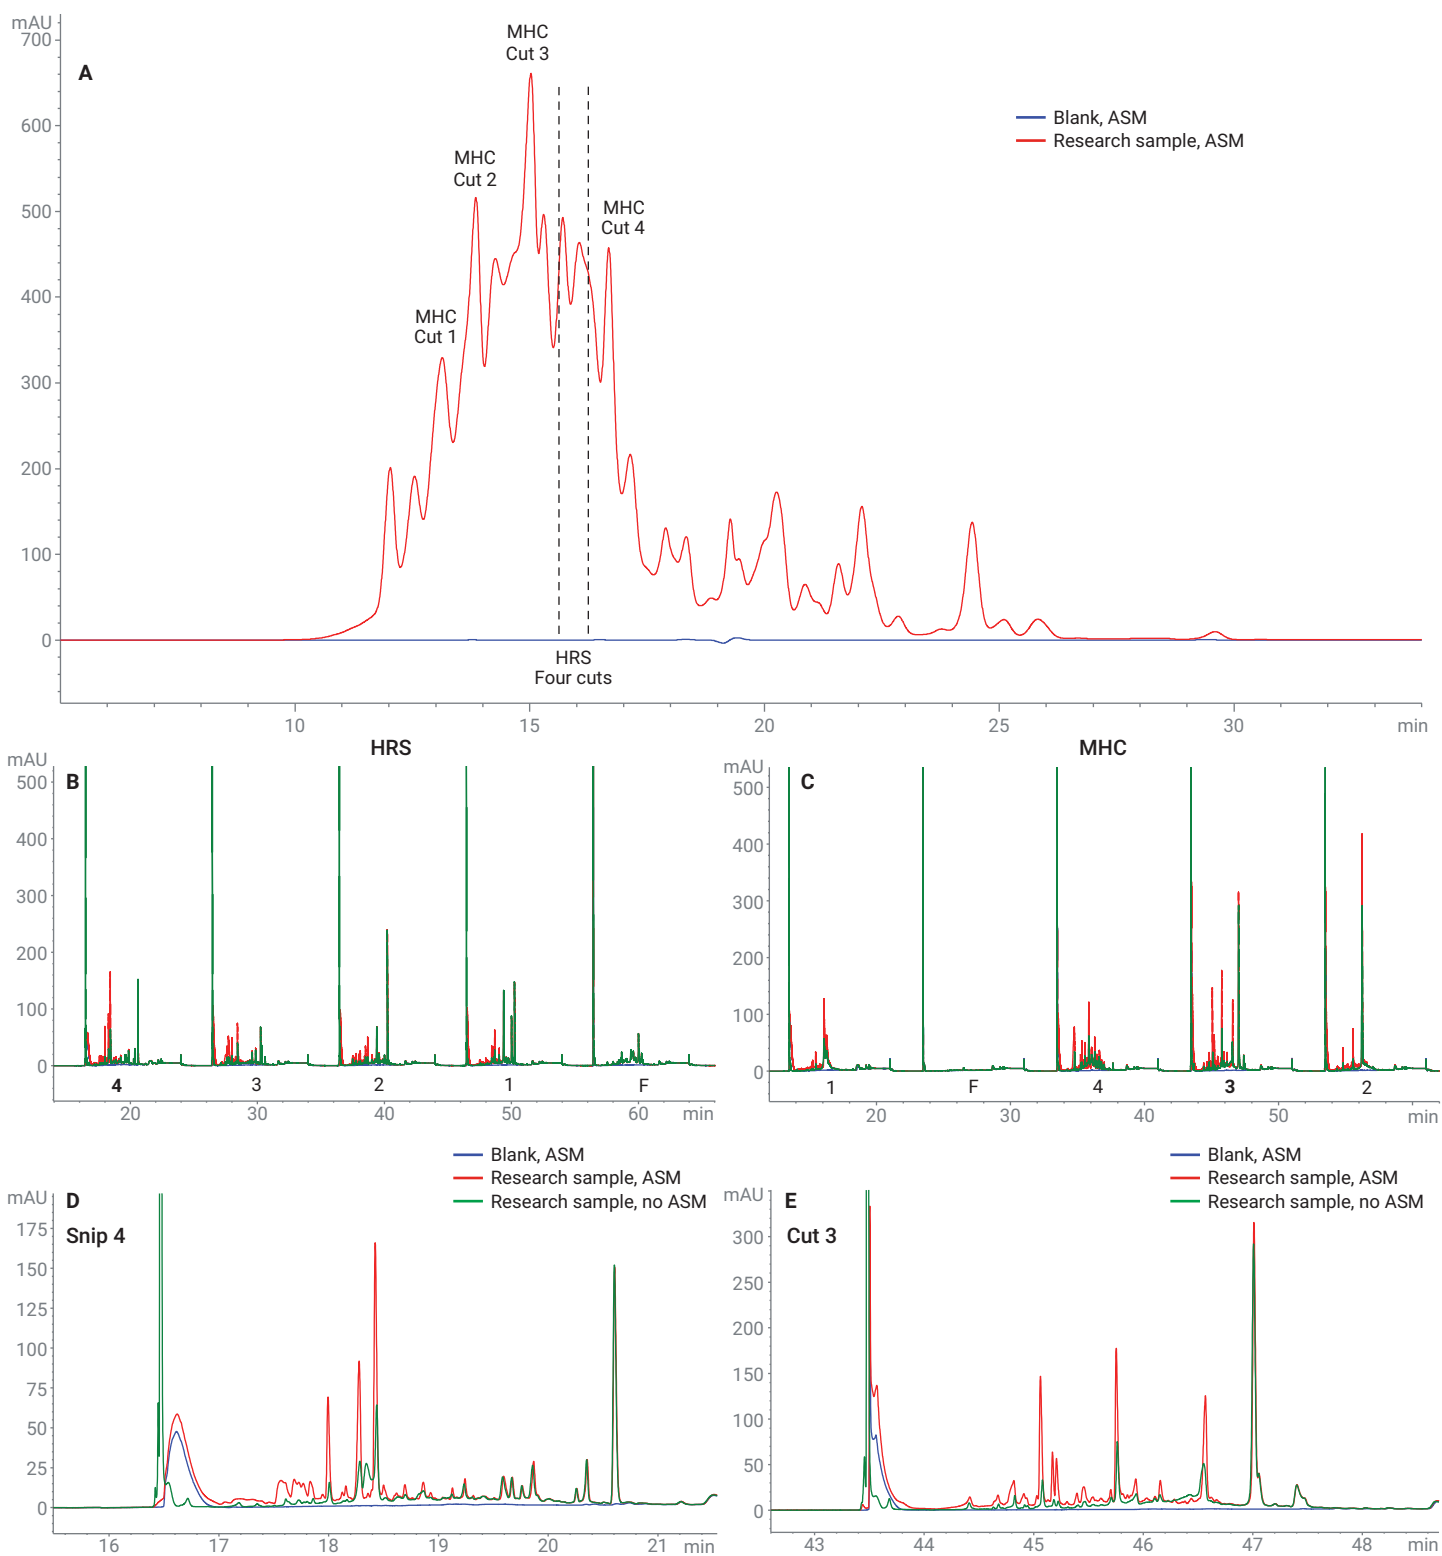 mAU
700
600
500
400
300
200
100
0
A
MHC
Cut 1
MHC
Cut 2
MHC
Cut 3
MHC
Cut 4
Blank, ASM
Research sample, ASM
HRS
Four cuts
10
15
20
25
30
min
HRS
mAU
500
400
300
200
100
0
B
4
3
2
1
F
20
30
40
50
60
min
MHC
mAU
500
400
300
200
100
0
C
1
F
4
3
2
20
30
40
50
min
Blank, ASM
Research sample, ASM
Research sample, no ASM
mAU
175
150
125
100
75
50
25
0
D
Snip 4
16
17
18
19
20
21
min
Blank, ASM
Research sample, ASM
Research sample, no ASM
mAU
300
250
200
150
100
50
0
E
Cut 3
43
44
45
46
47
48
min